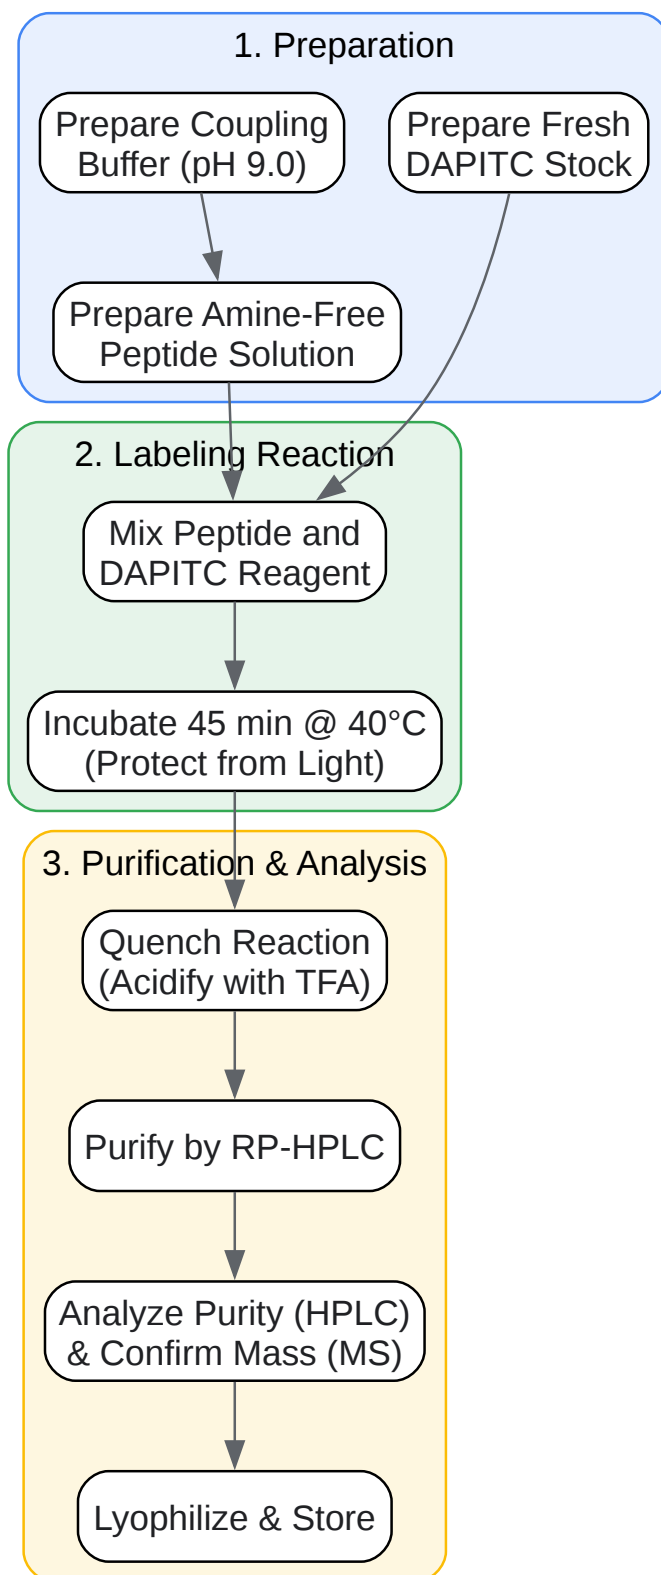 1. Preparation
Prepare Coupling
Buffer (pH 9.0)
Prepare Fresh
DAPITC Stock
Prepare Amine-Free
Peptide Solution
2. Labeling Reaction
Mix Peptide and
DAPITC Reagent
Incubate 45 min @ 40°C
(Protect from Light)
3. Purification & Analysis
Quench Reaction
(Acidify with TFA)
Purify by RP-HPLC
Analyze Purity (HPLC)
& Confirm Mass (MS)
Lyophilize & Store